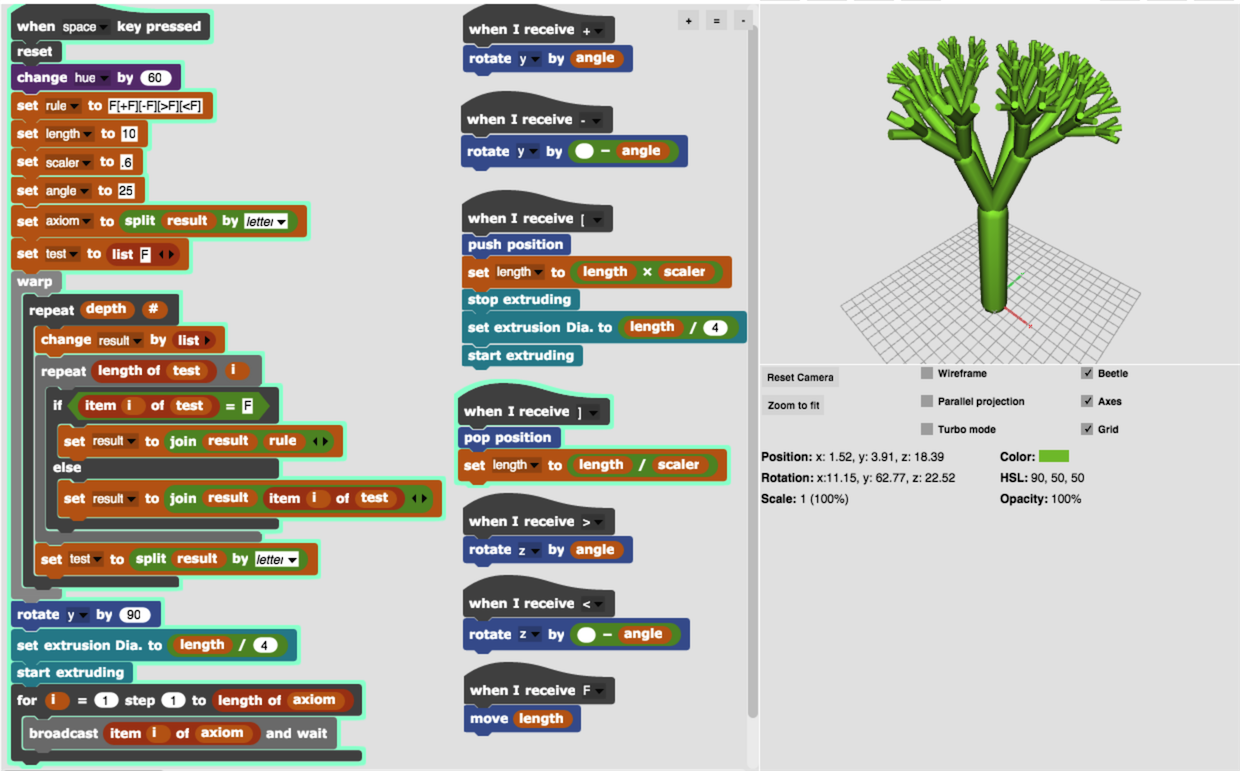 when space key pressed
reset
change hue by 60
set rule to F[+F][-F][>F][<F]
set length to 10
set scaler to .6
set angle to 25
set axiom to split result by letter
set test to list F
warp
repeat depth #
change result by list
repeat length of test i
if item i of test = F
set result to join result rule
else
set result to join result item i of test
set test to split result by letter
rotate y by 90
set extrusion Dia. to length / 4
start extruding
for i = 1 step 1 to length of axiom
broadcast item i of axiom and wait
+ = -
when I receive +
rotate y by angle
when I receive -
rotate y by - angle
when I receive [
push position
set length to length × scaler
stop extruding
set extrusion Dia. to length / 4
start extruding
when I receive ]
pop position
set length to length / scaler
when I receive >
rotate z by angle
when I receive <
rotate z by - angle
when I receive F
move length
Reset Camera
Zoom to fit
Wireframe
Parallel projection
Turbo mode
Beetle
Axes
Grid
Position: x: 1.52, y: 3.91, z: 18.39
Rotation: x:11.15, y: 62.77, z: 22.52
Scale: 1 (100%)
Color:
HSL: 90, 50, 50
Opacity: 100%